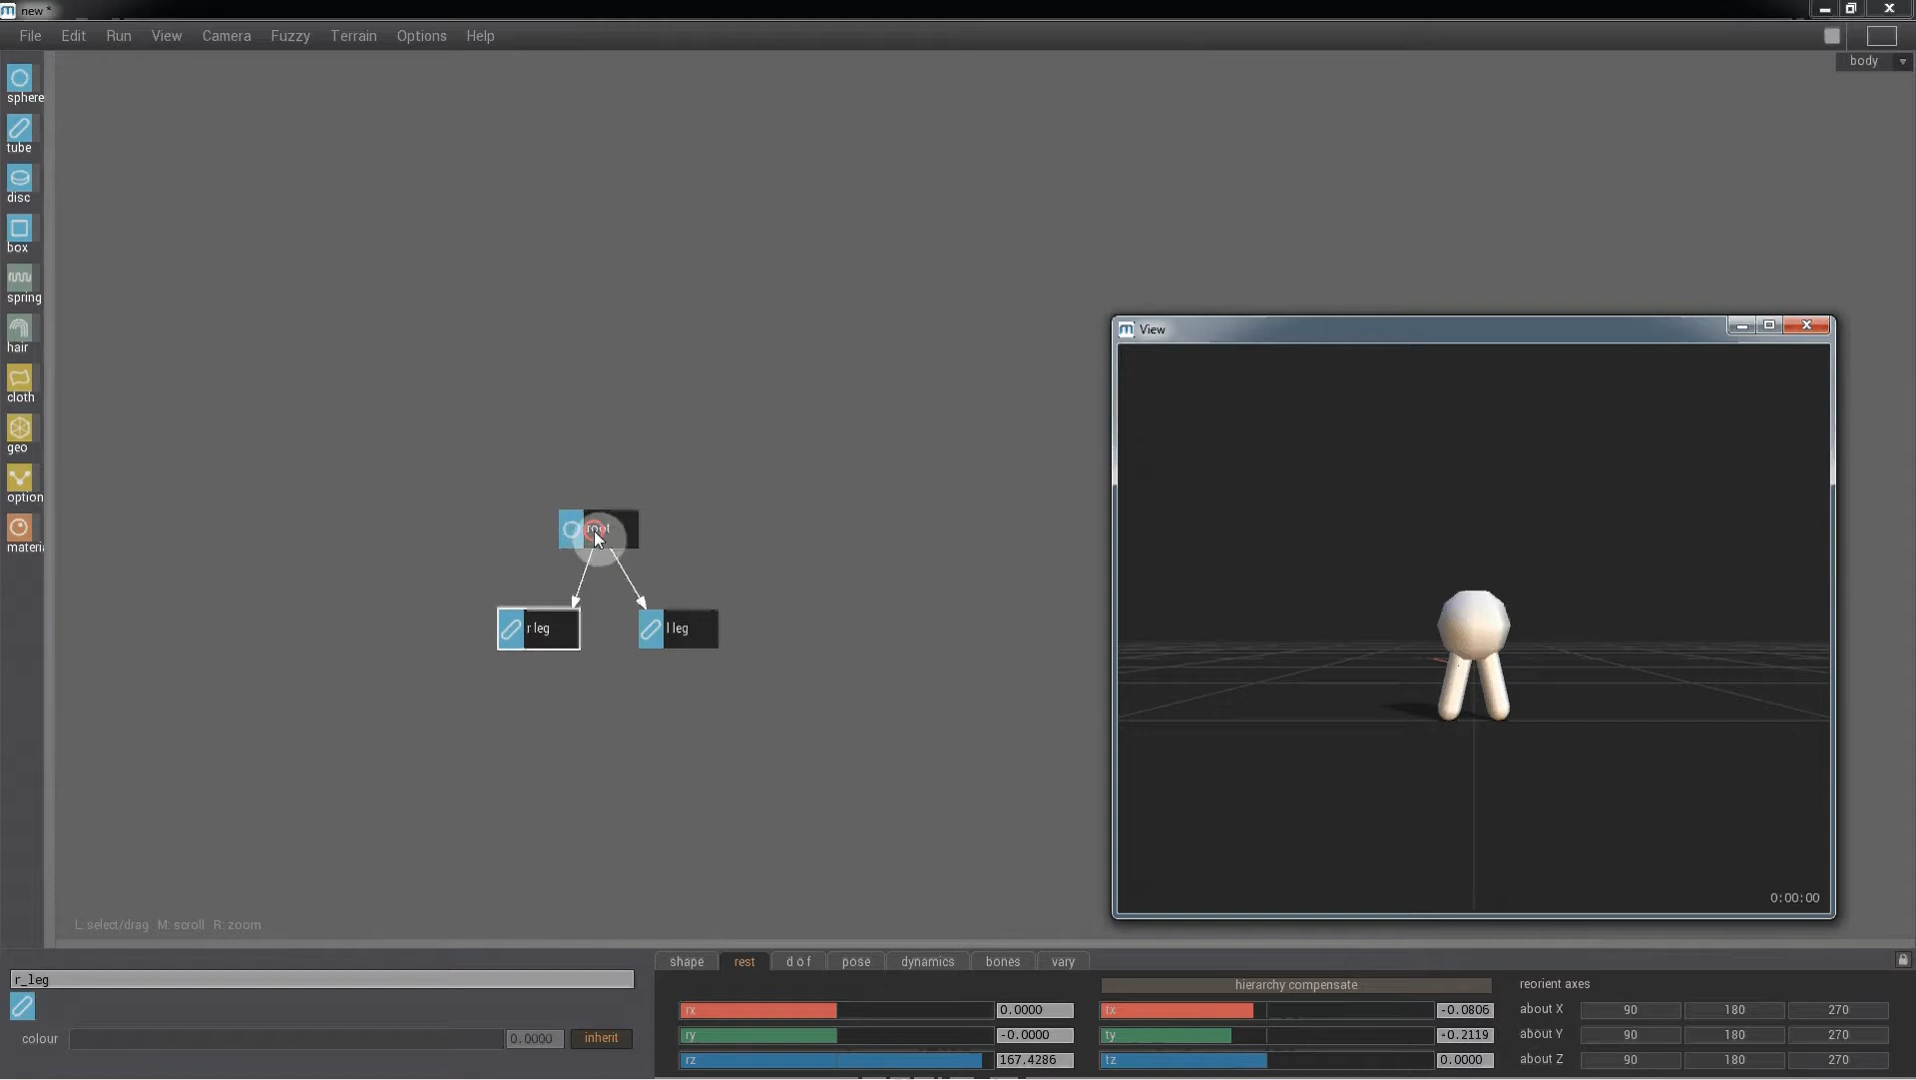 new *
File Edit Run View Camera Fuzzy Terrain Options Help
body
sphere
tube
disc
box
spring
hair
cloth
geo
option
materi
View
root
r leg
l leg
0:00:00
L: select/drag M: scroll R: zoom
r_leg
colour 0.0000 inherit
shape rest d o f pose dynamics bones vary
hierarchy compensate
reorient axes
rx 0.0000 tx -0.0806 about X 90 180 270
ry -0.0000 ty -0.2119 about Y 90 180 270
rz 167.4286 tz 0.0000 about Z 90 180 270